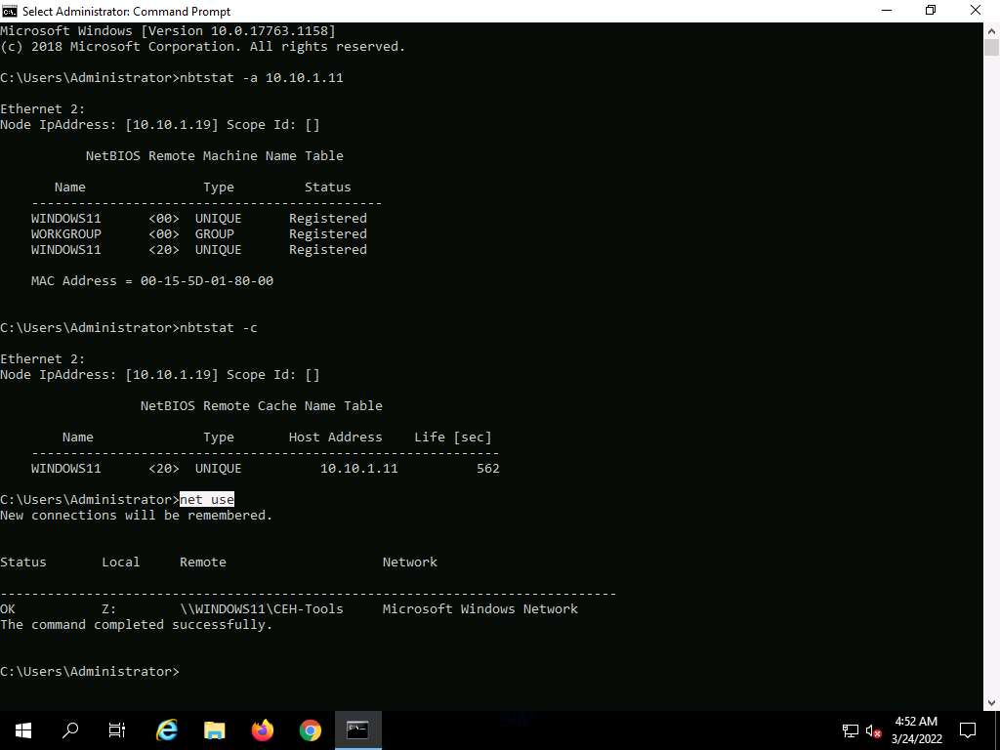 Select Administrator: Command Prompt
Microsoft Windows [Version 10.0.17763.1158]
(c) 2018 Microsoft Corporation. All rights reserved.
C:\Users\Administrator>nbtstat -a 10.10.1.11
Ethernet 2:
Node IpAddress: [10.10.1.19] Scope Id: []
NetBIOS Remote Machine Name Table
Name Type Status
---------------------------------------------
WINDOWS11 <00> UNIQUE Registered
WORKGROUP <00> GROUP Registered
WINDOWS11 <20> UNIQUE Registered
MAC Address = 00-15-5D-01-80-00
C:\Users\Administrator>nbtstat -c
Ethernet 2:
Node IpAddress: [10.10.1.19] Scope Id: []
NetBIOS Remote Cache Name Table
Name Type Host Address Life [sec]
------------------------------------------------------------
WINDOWS11 <20> UNIQUE 10.10.1.11 562
C:\Users\Administrator>net use
New connections will be remembered.
Status Local Remote Network
-------------------------------------------------------------------------------
OK Z: \\WINDOWS11\CEH-Tools Microsoft Windows Network
The command completed successfully.
C:\Users\Administrator>
4:52 AM
3/24/2022